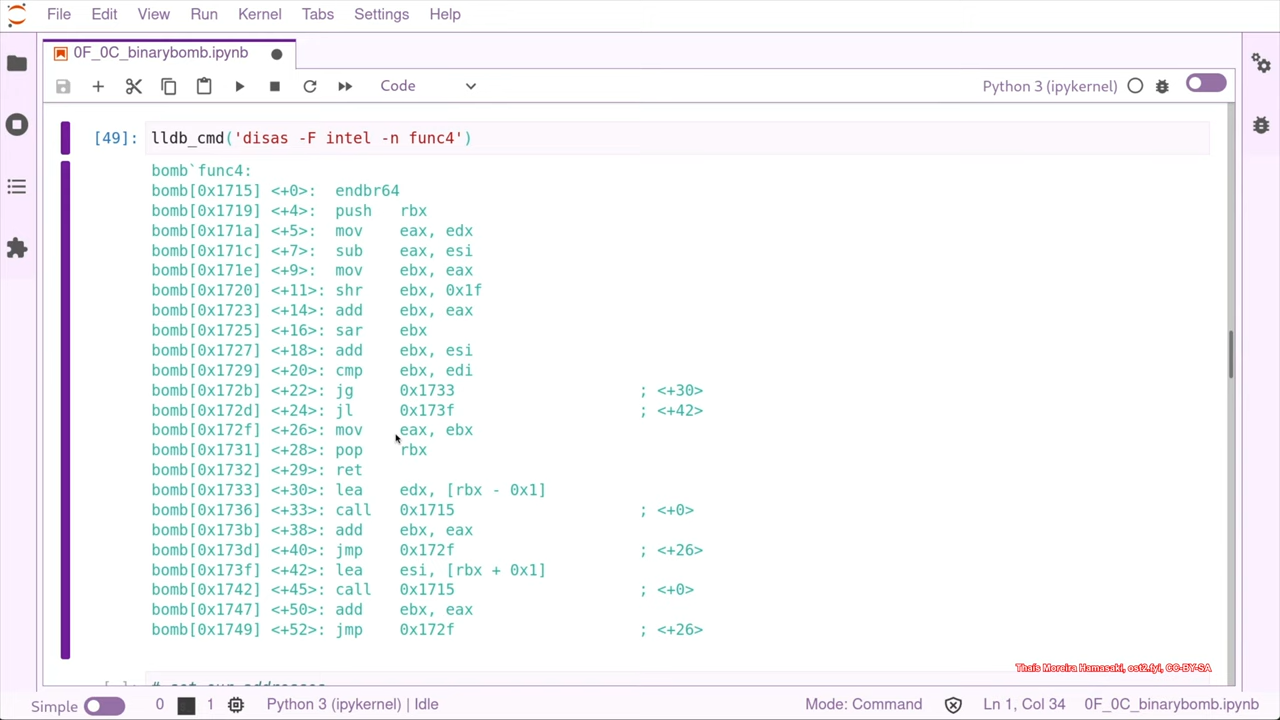 File Edit View Run Kernel Tabs Settings Help
0F_0C_binarybomb.ipynb
Code
Python 3 (ipykernel)
[49]: lldb_cmd('disas -F intel -n func4')
bomb`func4:
bomb[0x1715] <+0>:  endbr64
bomb[0x1719] <+4>:  push   rbx
bomb[0x171a] <+5>:  mov    eax, edx
bomb[0x171c] <+7>:  sub    eax, esi
bomb[0x171e] <+9>:  mov    ebx, eax
bomb[0x1720] <+11>: shr    ebx, 0x1f
bomb[0x1723] <+14>: add    ebx, eax
bomb[0x1725] <+16>: sar    ebx
bomb[0x1727] <+18>: add    ebx, esi
bomb[0x1729] <+20>: cmp    ebx, edi
bomb[0x172b] <+22>: jg     0x1733                    ; <+30>
bomb[0x172d] <+24>: jl     0x173f                    ; <+42>
bomb[0x172f] <+26>: mov    eax, ebx
bomb[0x1731] <+28>: pop    rbx
bomb[0x1732] <+29>: ret
bomb[0x1733] <+30>: lea    edx, [rbx - 0x1]
bomb[0x1736] <+33>: call   0x1715                    ; <+0>
bomb[0x173b] <+38>: add    ebx, eax
bomb[0x173d] <+40>: jmp    0x172f                    ; <+26>
bomb[0x173f] <+42>: lea    esi, [rbx + 0x1]
bomb[0x1742] <+45>: call   0x1715                    ; <+0>
bomb[0x1747] <+50>: add    ebx, eax
bomb[0x1749] <+52>: jmp    0x172f                    ; <+26>
Thaís Moreira Hamasaki, ost2.fyi, CC-BY-SA
Simple 0 1 Python 3 (ipykernel) | Idle Mode: Command Ln 1, Col 34 0F_0C_binarybomb.ipynb